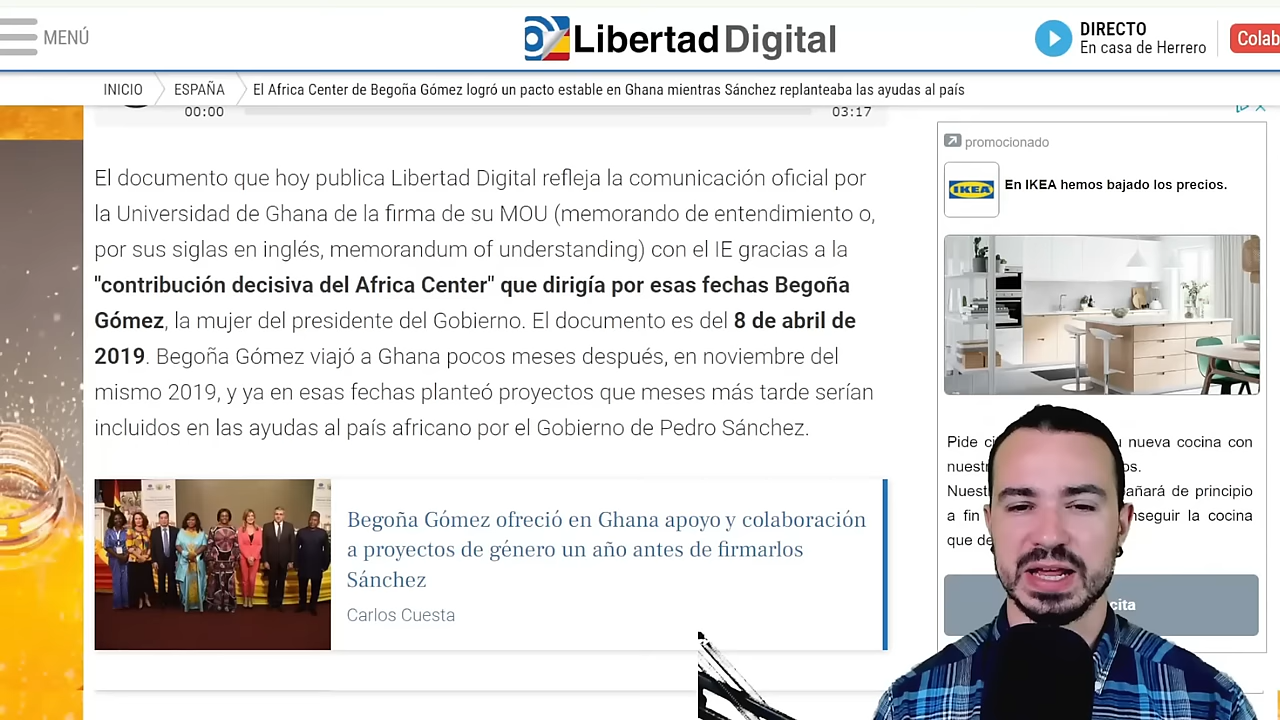 MENÚ
Libertad Digital
DIRECTO
En casa de Herrero
Colab
INICIO
ESPAÑA
El Africa Center de Begoña Gómez logró un pacto estable en Ghana mientras Sánchez replanteaba las ayudas al país
00:00
03:17
El documento que hoy publica Libertad Digital refleja la comunicación oficial por
la Universidad de Ghana de la firma de su MOU (memorando de entendimiento o,
por sus siglas en inglés, memorandum of understanding) con el IE gracias a la
"contribución decisiva del Africa Center" que dirigía por esas fechas Begoña
Gómez, la mujer del presidente del Gobierno. El documento es del 8 de abril de
2019. Begoña Gómez viajó a Ghana pocos meses después, en noviembre del
mismo 2019, y ya en esas fechas planteó proyectos que meses más tarde serían
incluidos en las ayudas al país africano por el Gobierno de Pedro Sánchez.
Begoña Gómez ofreció en Ghana apoyo y colaboración
a proyectos de género un año antes de firmarlos
Sánchez
Carlos Cuesta
promocionado
IKEA
En IKEA hemos bajado los precios.
Pide nueva cocina con
de principio
a fin la cocina
que